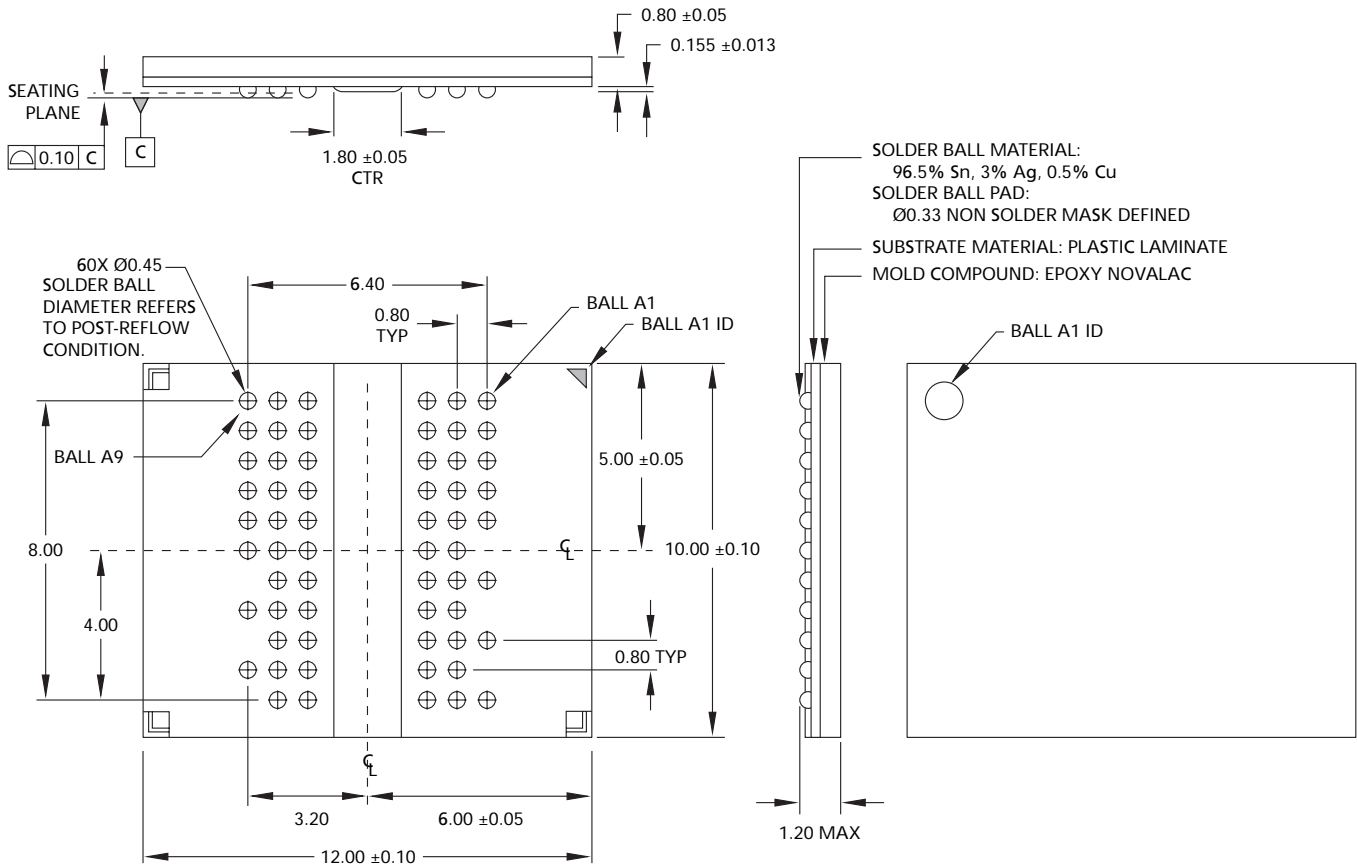 0.80 ±0.05
0.155 ±0.013
SEATING
PLANE
0.10 C
C
1.80 ±0.05
CTR
SOLDER BALL MATERIAL:
96.5% Sn, 3% Ag, 0.5% Cu
SOLDER BALL PAD:
Ø0.33 NON SOLDER MASK DEFINED
SUBSTRATE MATERIAL: PLASTIC LAMINATE
MOLD COMPOUND: EPOXY NOVALAC
60X Ø0.45
SOLDER BALL
DIAMETER REFERS
TO POST-REFLOW
CONDITION.
6.40
0.80
TYP
BALL A1
BALL A1 ID
BALL A1 ID
BALL A9
5.00 ±0.05
8.00
CL
10.00 ±0.10
4.00
0.80 TYP
CL
3.20
6.00 ±0.05
12.00 ±0.10
1.20 MAX